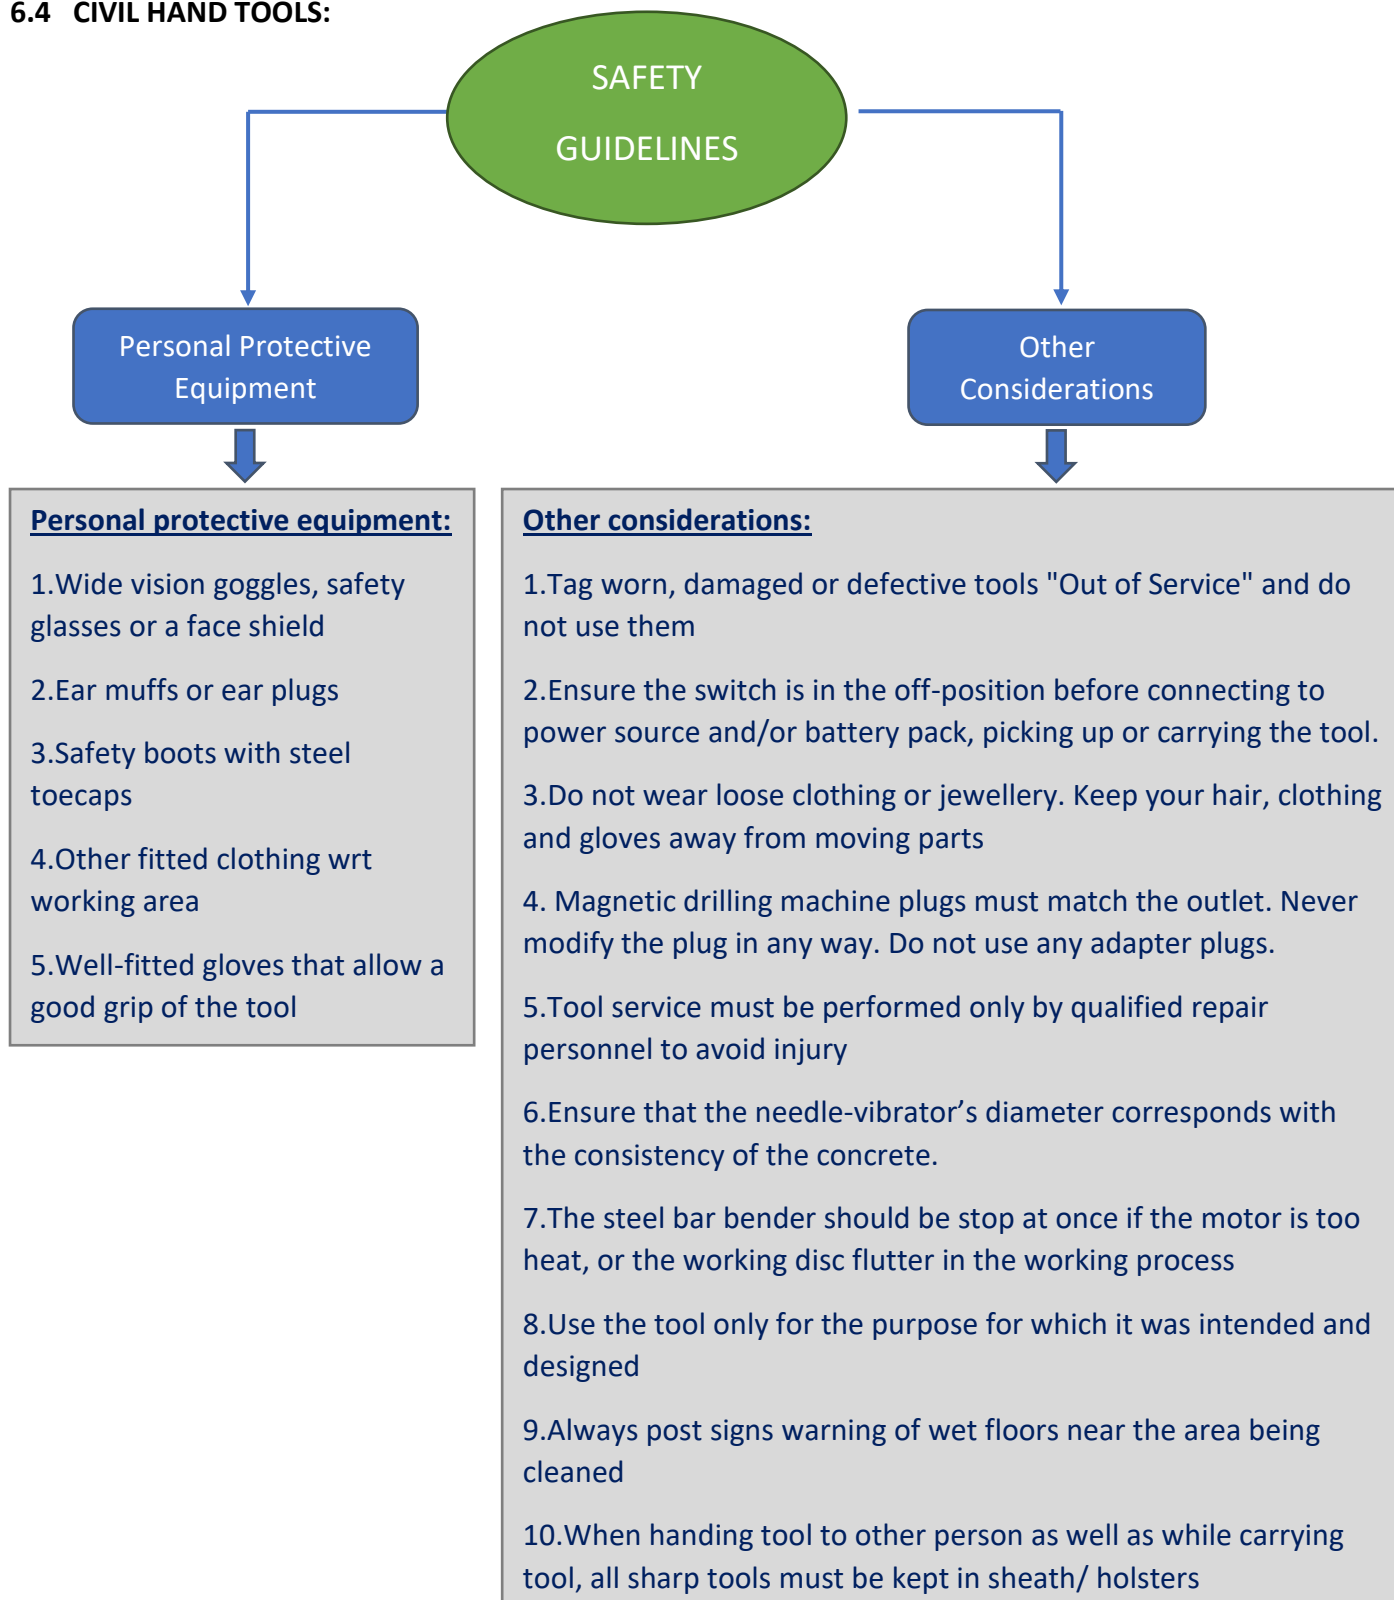 6.4 CIVIL HAND TOOLS:
SAFETY
GUIDELINES
Personal Protective
Equipment
Other
Considerations
Personal protective equipment:
1.Wide vision goggles, safety
glasses or a face shield
2.Ear muffs or ear plugs
3.Safety boots with steel
toecaps
4.Other fitted clothing wrt
working area
5.Well-fitted gloves that allow a
good grip of the tool
Other considerations:
1.Tag worn, damaged or defective tools "Out of Service" and do
not use them
2.Ensure the switch is in the off-position before connecting to
power source and/or battery pack, picking up or carrying the tool.
3.Do not wear loose clothing or jewellery. Keep your hair, clothing
and gloves away from moving parts
4. Magnetic drilling machine plugs must match the outlet. Never
modify the plug in any way. Do not use any adapter plugs.
5.Tool service must be performed only by qualified repair
personnel to avoid injury
6.Ensure that the needle-vibrator’s diameter corresponds with
the consistency of the concrete.
7.The steel bar bender should be stop at once if the motor is too
heat, or the working disc flutter in the working process
8.Use the tool only for the purpose for which it was intended and
designed
9.Always post signs warning of wet floors near the area being
cleaned
10.When handing tool to other person as well as while carrying
tool, all sharp tools must be kept in sheath/ holsters